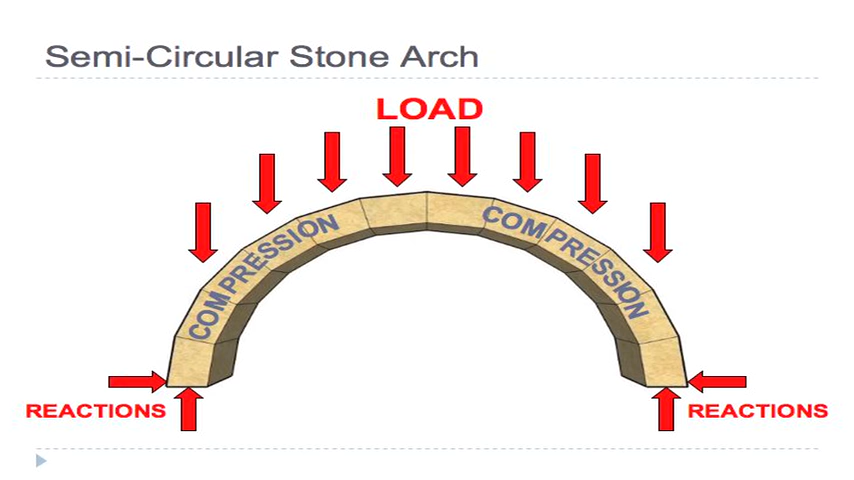 Semi-Circular Stone Arch
LOAD
COMPRESSION
COMPRESSION
REACTIONS
REACTIONS